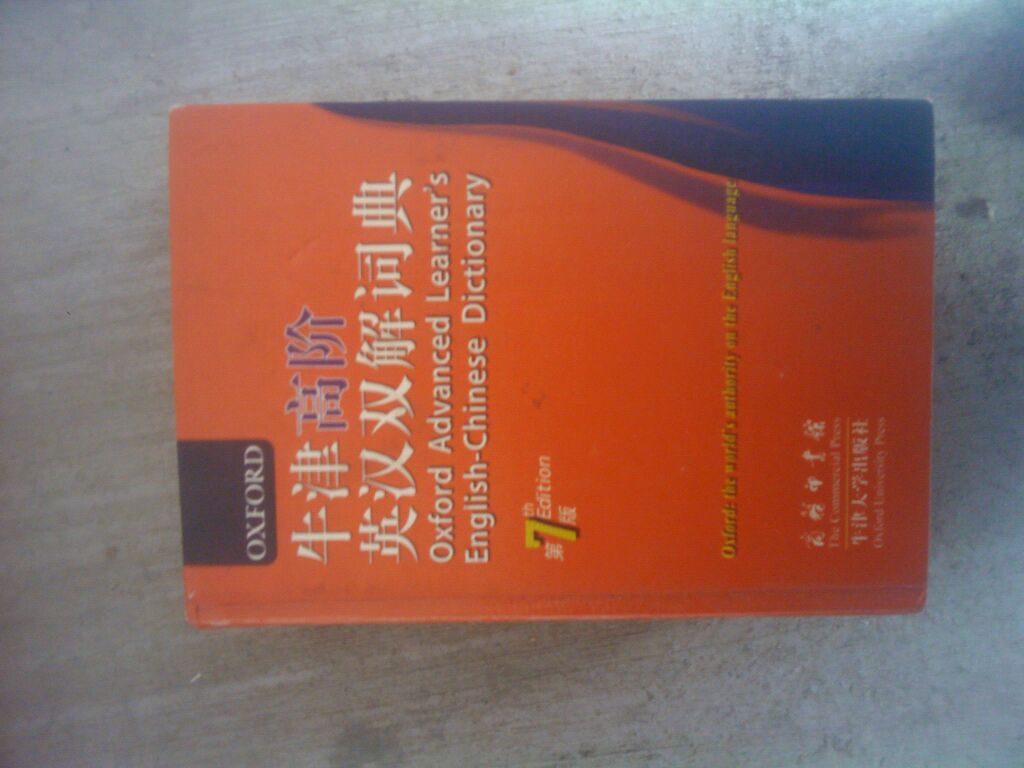 OXFORD
牛津高阶
英汉双解词典
Oxford Advanced Learner's
English-Chinese Dictionary
第7版
th Edition
Oxford: the world's authority on the English language
商务印书馆
The Commercial Press
牛津大学出版社
Oxford University Press